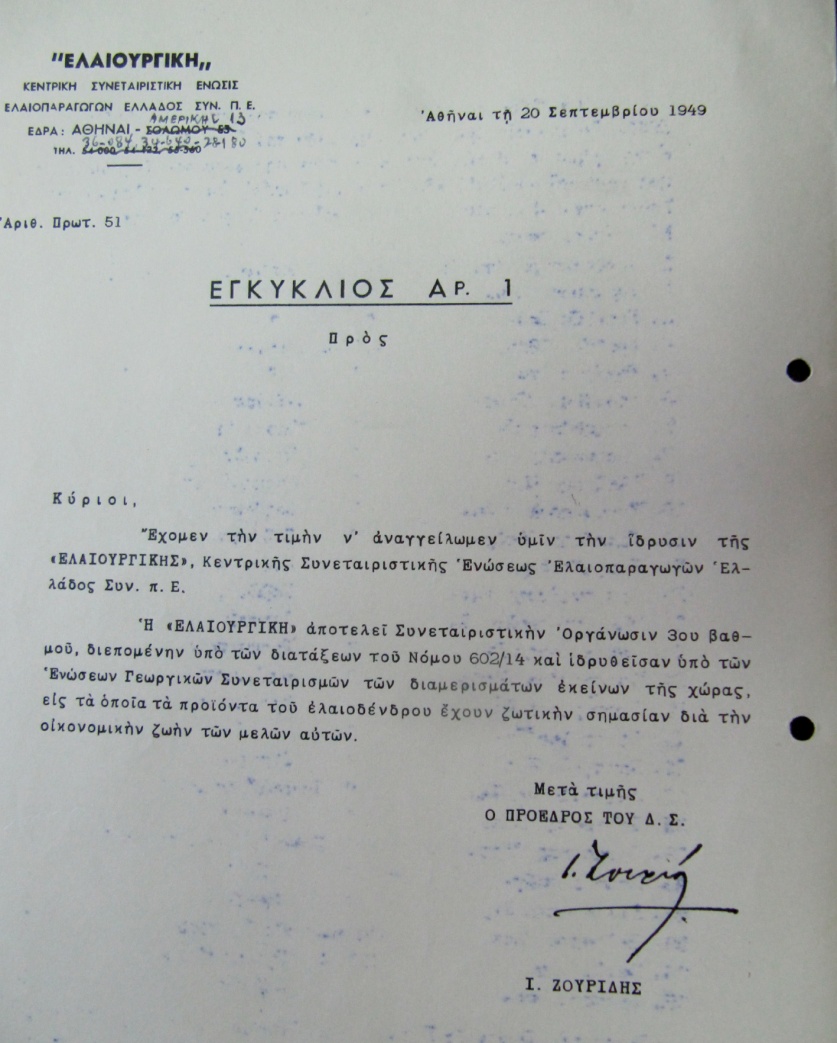 "ΕΛΑΙΟΥΡΓΙΚΗ„
ΚΕΝΤΡΙΚΗ ΣΥΝΕΤΑΙΡΙΣΤΙΚΗ ΕΝΩΣΙΣ
ΕΛΑΙΟΠΑΡΑΓΩΓΩΝ ΕΛΛΑΔΟΣ ΣΥΝ. Π. Ε.
ΑΜΕΡΙΚΗΣ 13
ΕΔΡΑ: ΑΘΗΝΑΙ - ΣΟΛΩΜΟΥ
ΤΗΛ.
Ἀθῆναι τῇ 20 Σεπτεμβρίου 1949
Ἀριθ. Πρωτ. 51
ΕΓΚΥΚΛΙΟΣ ΑΡ. 1
Πρὸς
Κύριοι,
Ἔχομεν τὴν τιμὴν ν' ἀναγγείλωμεν ὑμῖν τὴν ἵδρυσιν τῆς
«ΕΛΑΙΟΥΡΓΙΚΗΣ», Κεντρικῆς Συνεταιριστικῆς Ἑνώσεως Ἐλαιοπαραγωγῶν Ἑλ-
λάδος Συν. π. Ε.
Ἡ «ΕΛΑΙΟΥΡΓΙΚΗ» ἀποτελεῖ Συνεταιριστικὴν Ὀργάνωσιν 3ου βαθ-
μοῦ, διεπομένην ὑπὸ τῶν διατάξεων τοῦ Νόμου 602/14 καὶ ἱδρυθεῖσαν ὑπὸ τῶν
Ἑνώσεων Γεωργικῶν Συνεταιρισμῶν τῶν διαμερισμάτων ἐκείνων τῆς χώρας,
εἰς τὰ ὁποῖα τὰ προϊόντα τοῦ ἐλαιοδένδρου ἔχουν ζωτικὴν σημασίαν διὰ τὴν
οἰκονομικὴν ζωὴν τῶν μελῶν αὐτῶν.
Μετὰ τιμῆς
Ο ΠΡΟΕΔΡΟΣ ΤΟΥ Δ. Σ.
Ι. ΖΟΥΡΙΔΗΣ